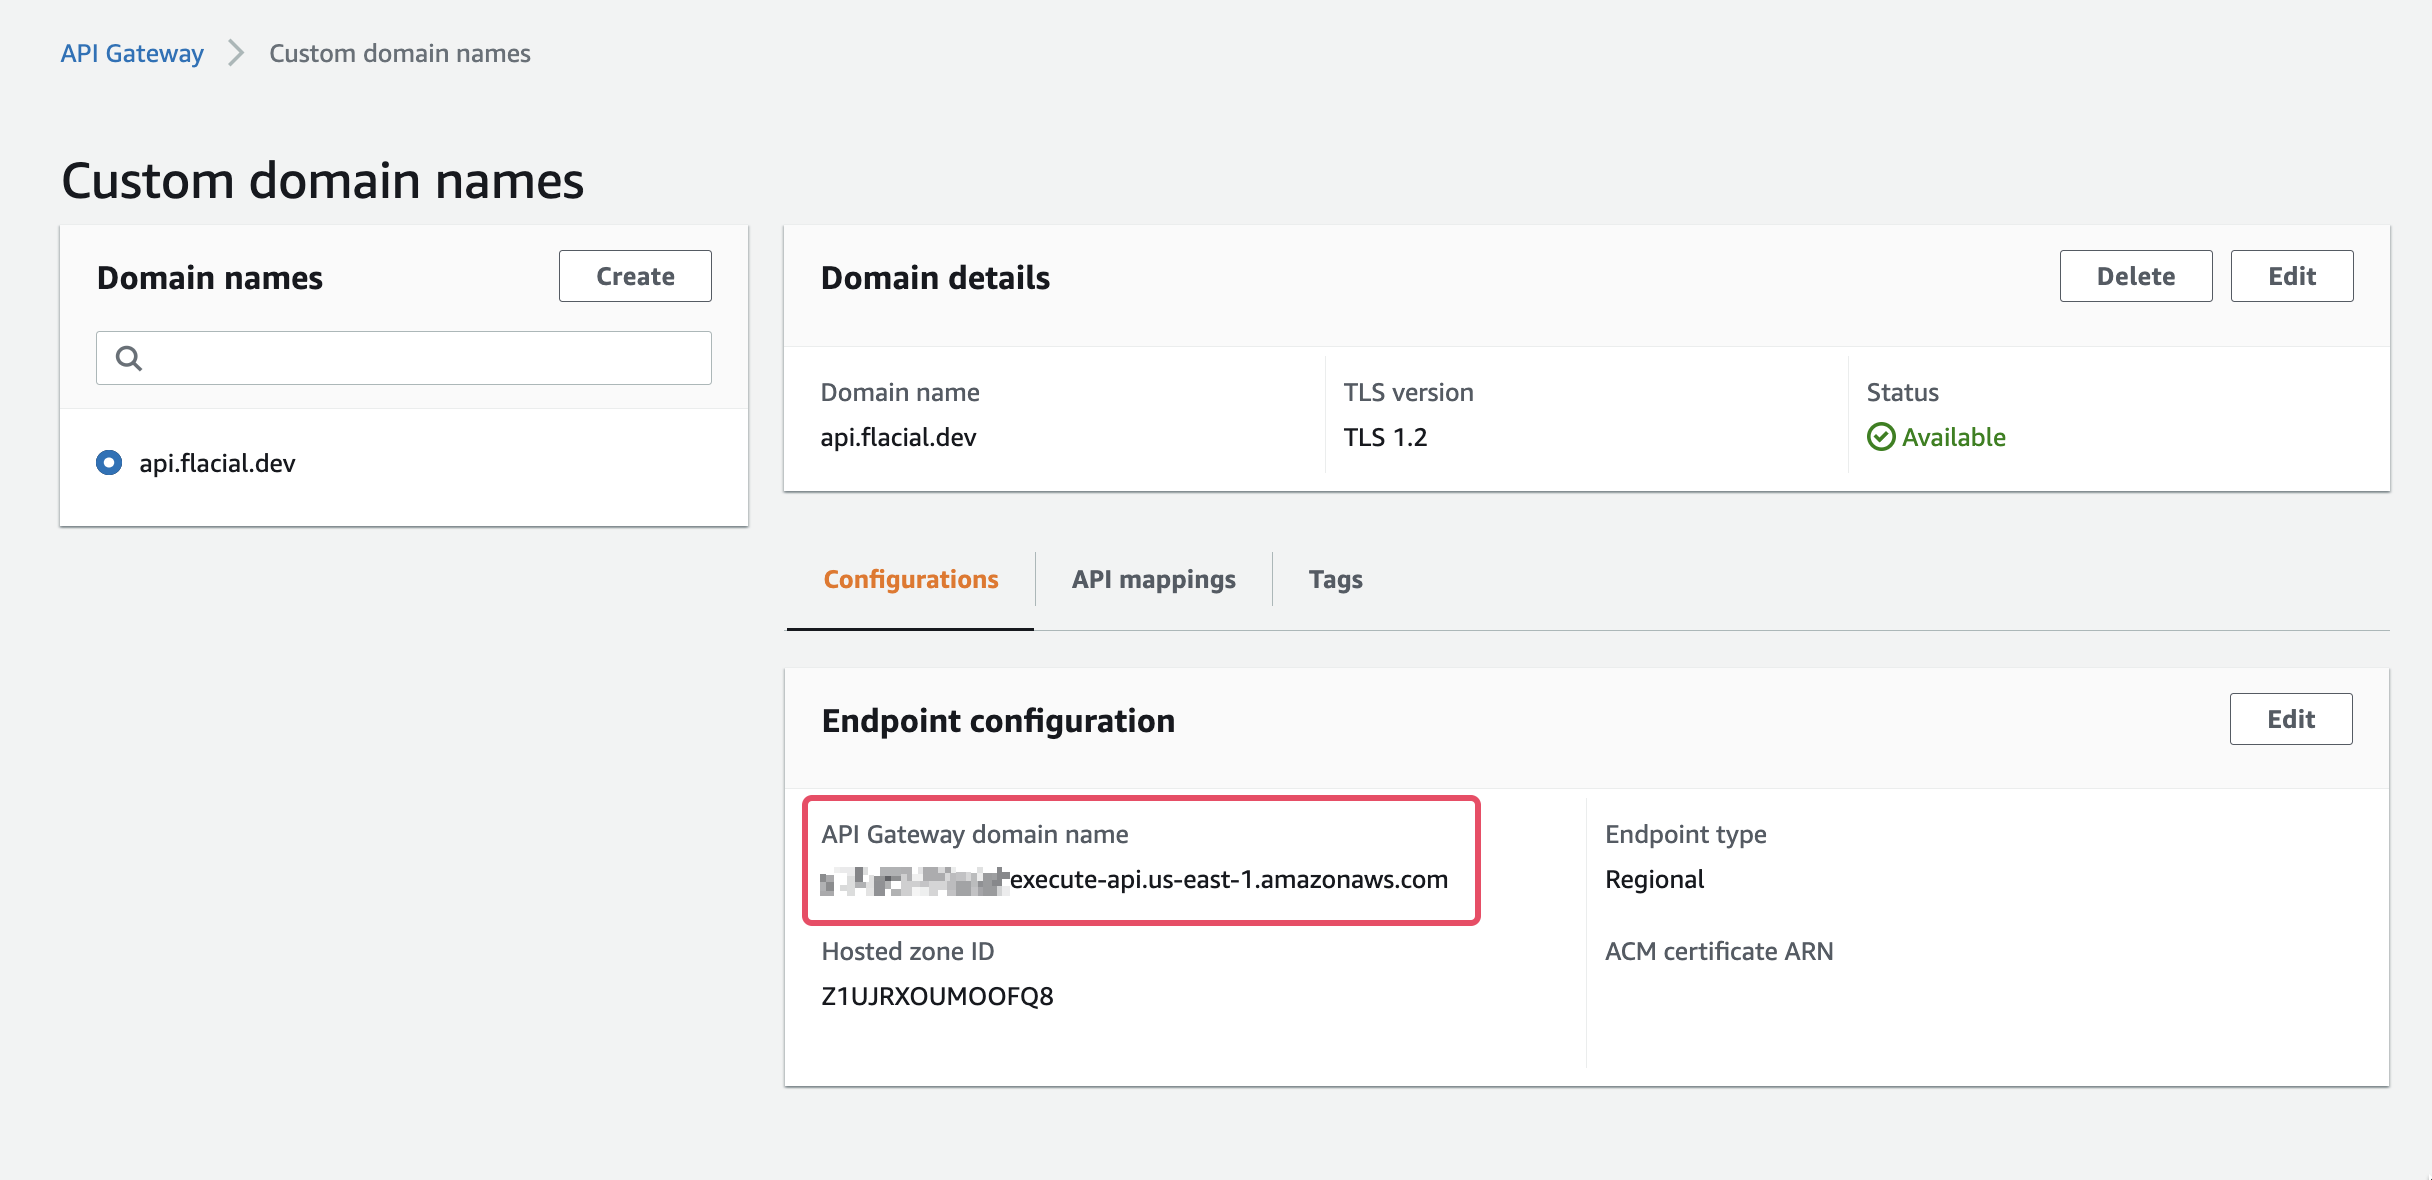 API Gateway > Custom domain names
Custom domain names
Domain names
Create
api.flacial.dev
Domain details
Delete
Edit
Domain name
api.flacial.dev
TLS version
TLS 1.2
Status
Available
Configurations
API mappings
Tags
Endpoint configuration
Edit
API Gateway domain name
execute-api.us-east-1.amazonaws.com
Endpoint type
Regional
Hosted zone ID
Z1UJRXOUMOOFQ8
ACM certificate ARN